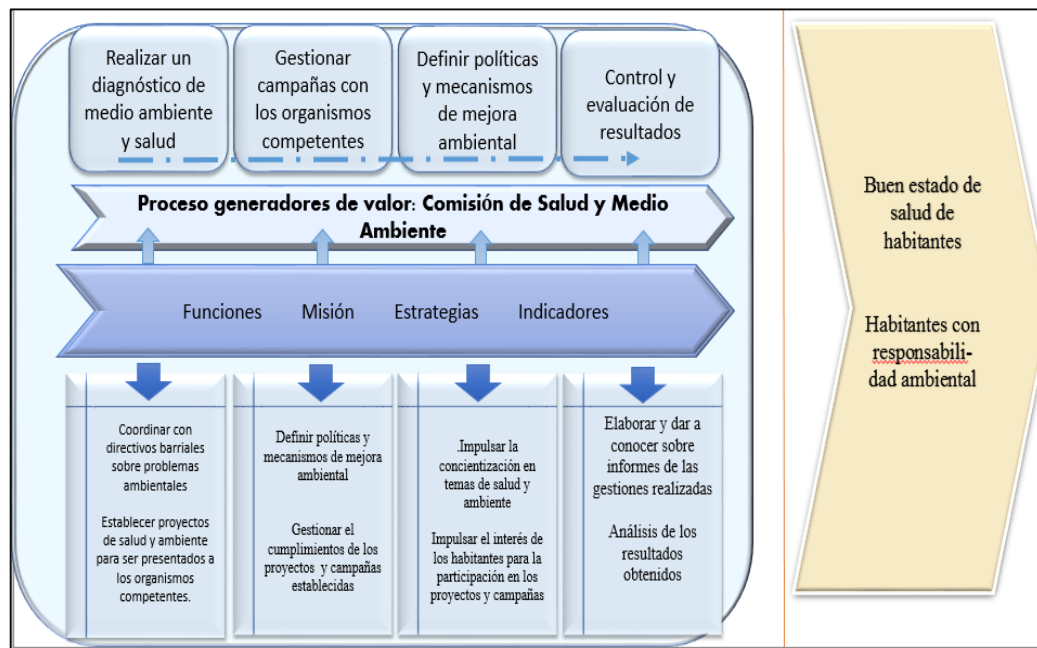 Realizar un
diagnóstico de
medio ambiente
y salud
Gestionar
campañas con
los organismos
competentes
Definir políticas
y mecanismos
de mejora
ambiental
Control y
evaluación de
resultados
Proceso generadores de valor: Comisión de Salud y Medio
Ambiente
Funciones Misión Estrategias Indicadores
Coordinar con
directivos barriales
sobre problemas
ambientales
Establecer proyectos
de salud y ambiente
para ser presentados a
los organismos
competentes.
Definir políticas y
mecanismos de mejora
ambiental
Gestionar el
cumplimientos de los
proyectos y campañas
establecidas
.Impulsar la
concientización en
temas de salud y
ambiente
Impulsar el interés de
los habitantes para la
participación en los
proyectos y campañas
Elaborar y dar a
conocer sobre
informes de las
gestiones realizadas
Análisis de los
resultados
obtenidos
Buen estado de
salud de
habitantes
Habitantes con
responsabili-
dad ambiental